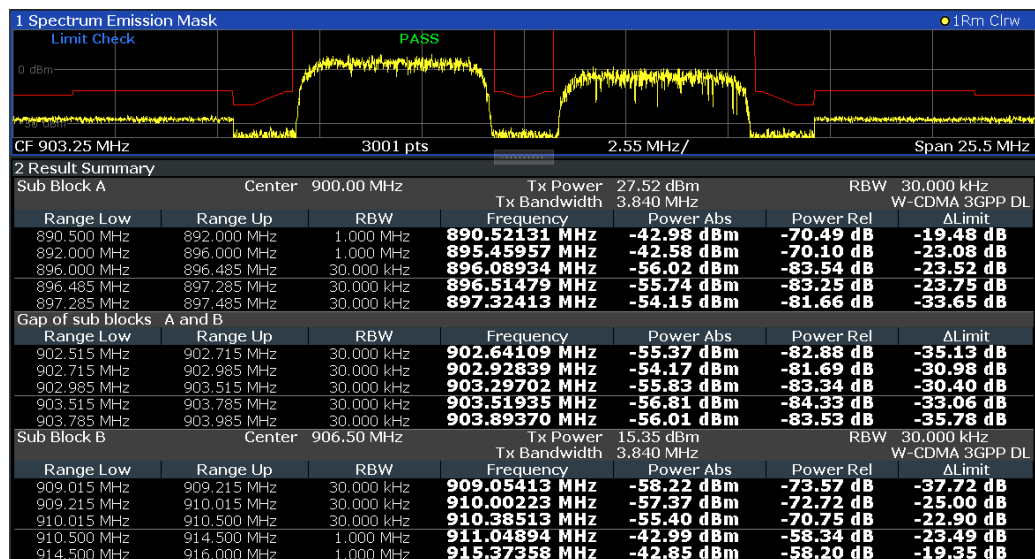 1 Spectrum Emission Mask 1Rm Clrw
Limit Check PASS
0 dBm
CF 903.25 MHz 3001 pts 2.55 MHz/ Span 25.5 MHz
2 Result Summary
Sub Block A Center 900.00 MHz Tx Power 27.52 dBm RBW 30.000 kHz
Tx Bandwidth 3.840 MHz W-CDMA 3GPP DL
Range Low Range Up RBW Frequency Power Abs Power Rel ΔLimit
890.500 MHz 892.000 MHz 1.000 MHz 890.52131 MHz -42.98 dBm -70.49 dB -19.48 dB
892.000 MHz 896.000 MHz 1.000 MHz 895.45957 MHz -42.58 dBm -70.10 dB -23.08 dB
896.000 MHz 896.485 MHz 30.000 kHz 896.08934 MHz -56.02 dBm -83.54 dB -23.52 dB
896.485 MHz 897.285 MHz 30.000 kHz 896.51479 MHz -55.74 dBm -83.25 dB -23.75 dB
897.285 MHz 897.485 MHz 30.000 kHz 897.32413 MHz -54.15 dBm -81.66 dB -33.65 dB
Gap of sub blocks A and B
Range Low Range Up RBW Frequency Power Abs Power Rel ΔLimit
902.515 MHz 902.715 MHz 30.000 kHz 902.64109 MHz -55.37 dBm -82.88 dB -35.13 dB
902.715 MHz 902.985 MHz 30.000 kHz 902.92839 MHz -54.17 dBm -81.69 dB -30.98 dB
902.985 MHz 903.515 MHz 30.000 kHz 903.29702 MHz -55.83 dBm -83.34 dB -30.40 dB
903.515 MHz 903.785 MHz 30.000 kHz 903.51935 MHz -56.81 dBm -84.33 dB -33.06 dB
903.785 MHz 903.985 MHz 30.000 kHz 903.89370 MHz -56.01 dBm -83.53 dB -35.78 dB
Sub Block B Center 906.50 MHz Tx Power 15.35 dBm RBW 30.000 kHz
Tx Bandwidth 3.840 MHz W-CDMA 3GPP DL
Range Low Range Up RBW Frequency Power Abs Power Rel ΔLimit
909.015 MHz 909.215 MHz 30.000 kHz 909.05413 MHz -58.22 dBm -73.57 dB -37.72 dB
909.215 MHz 910.015 MHz 30.000 kHz 910.00223 MHz -57.37 dBm -72.72 dB -25.00 dB
910.015 MHz 910.500 MHz 30.000 kHz 910.38513 MHz -55.40 dBm -70.75 dB -22.90 dB
910.500 MHz 914.500 MHz 1.000 MHz 911.04894 MHz -42.99 dBm -58.34 dB -23.49 dB
914.500 MHz 916.000 MHz 1.000 MHz 915.37358 MHz -42.85 dBm -58.20 dB -19.35 dB